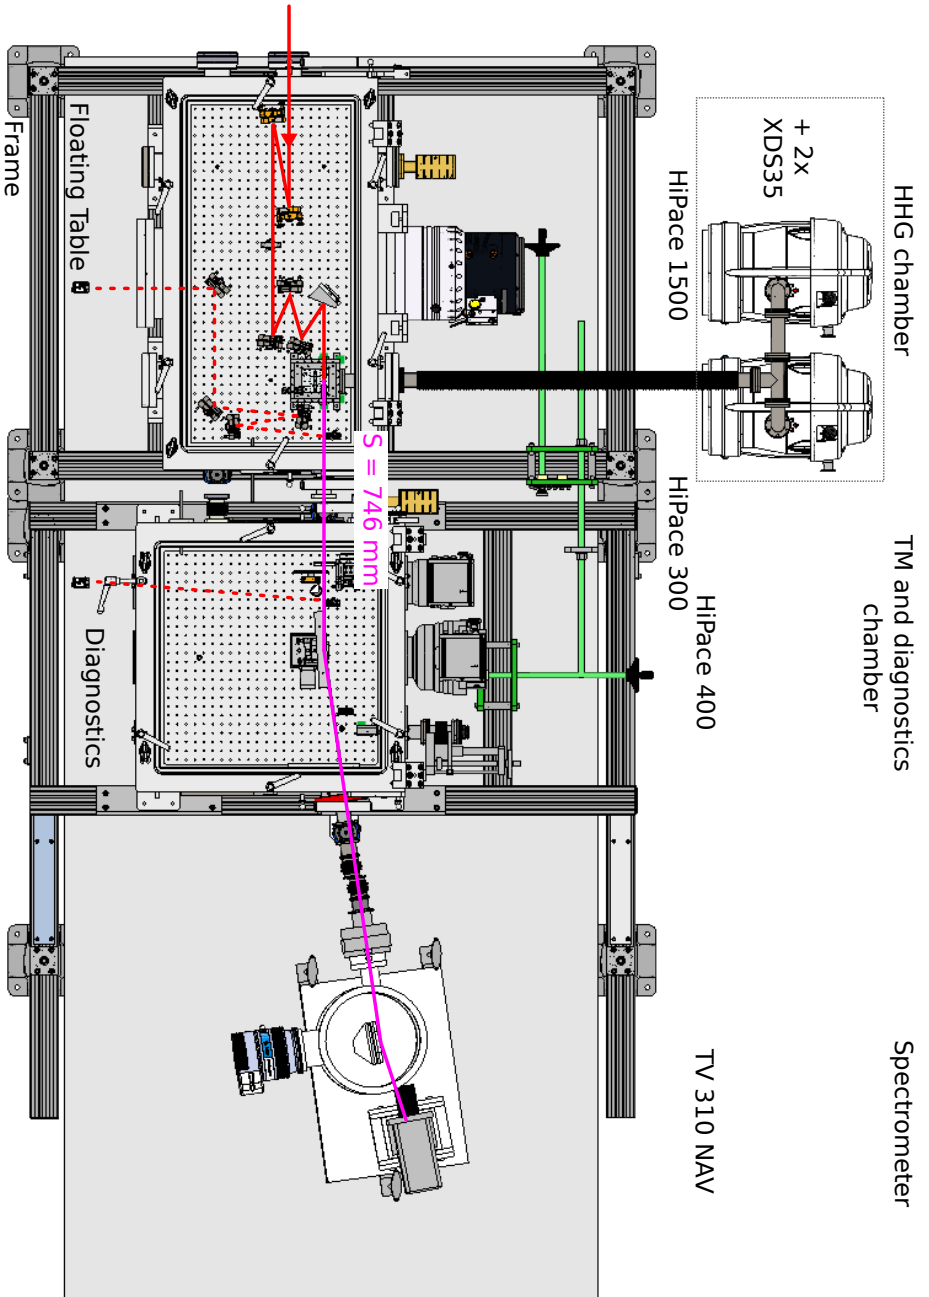 HHG chamber
TM and diagnostics
chamber
Spectrometer
+ 2x
XDS35
HiPace 1500
HiPace 300
HiPace 400
TV 310 NAV
S = 746 mm
Floating Table
Diagnostics
Frame